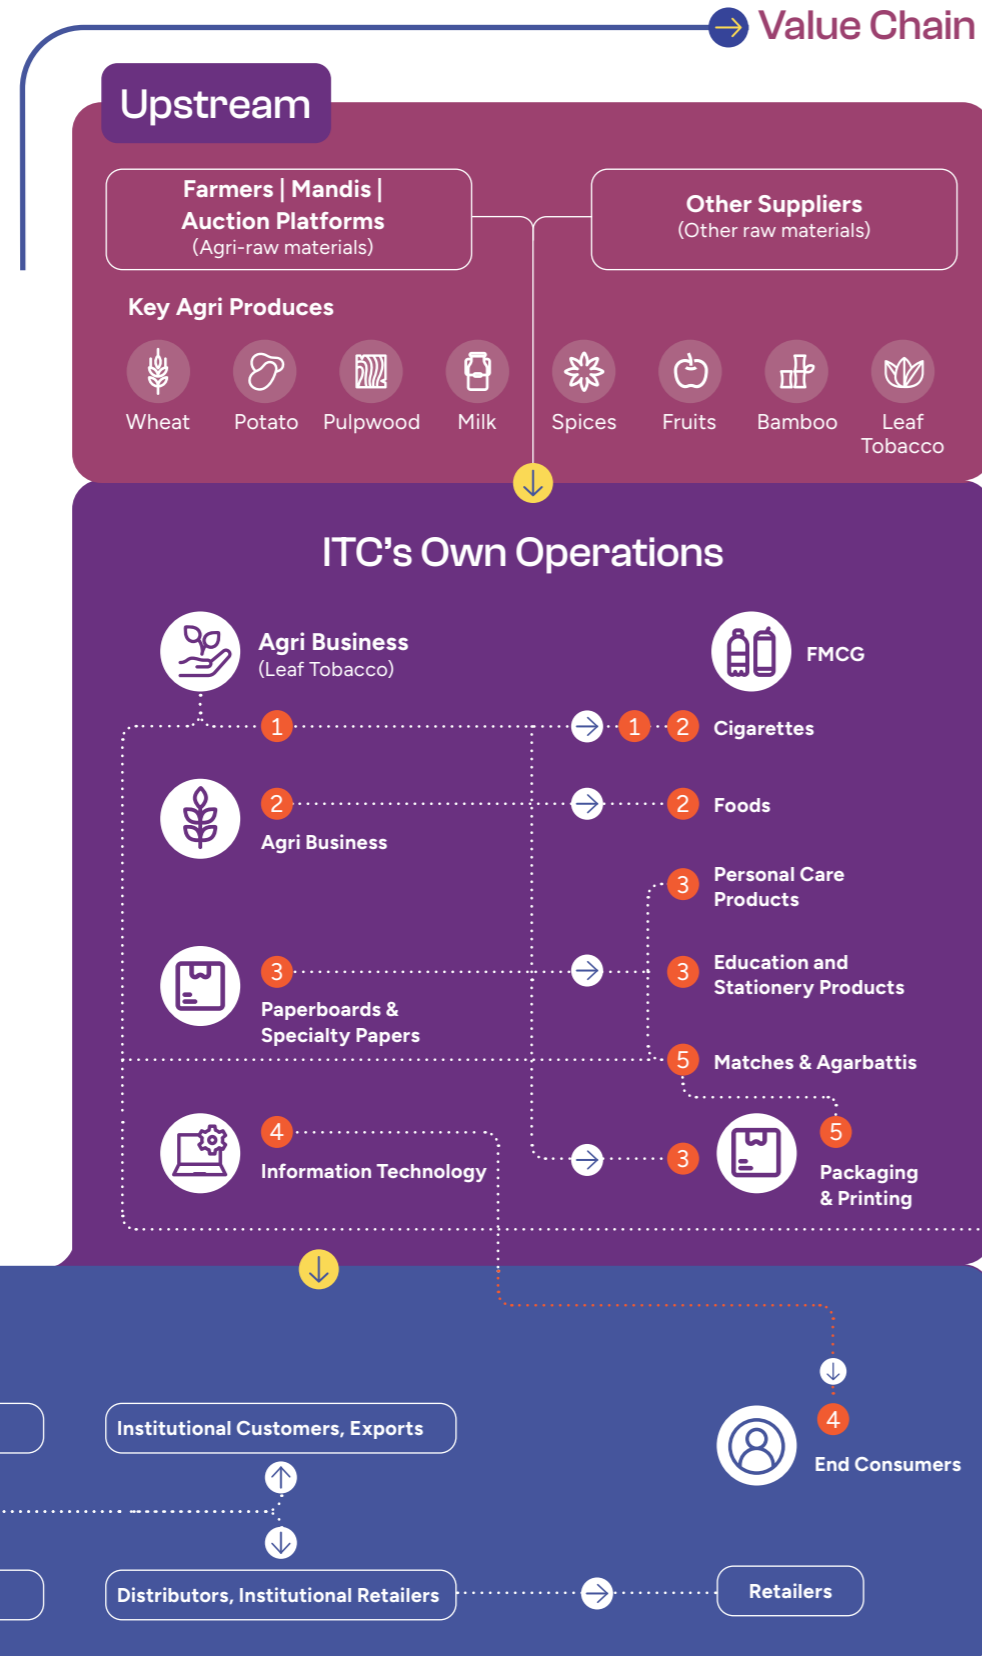 Value Chain
Upstream
Farmers | Mandis |
Auction Platforms
(Agri-raw materials)
Other Suppliers
(Other raw materials)
Key Agri Produces
Wheat
Potato
Pulpwood
Milk
Spices
Fruits
Bamboo
Leaf
Tobacco
ITC’s Own Operations
Agri Business
(Leaf Tobacco)
FMCG
1
1
2
Cigarettes
2
Agri Business
2
Foods
3
Personal Care
Products
3
Paperboards &
Specialty Papers
3
Education and
Stationery Products
5
Matches & Agarbattis
4
Information Technology
3
5
Packaging
& Printing
4
End Consumers
Institutional Customers, Exports
Distributors, Institutional Retailers
Retailers